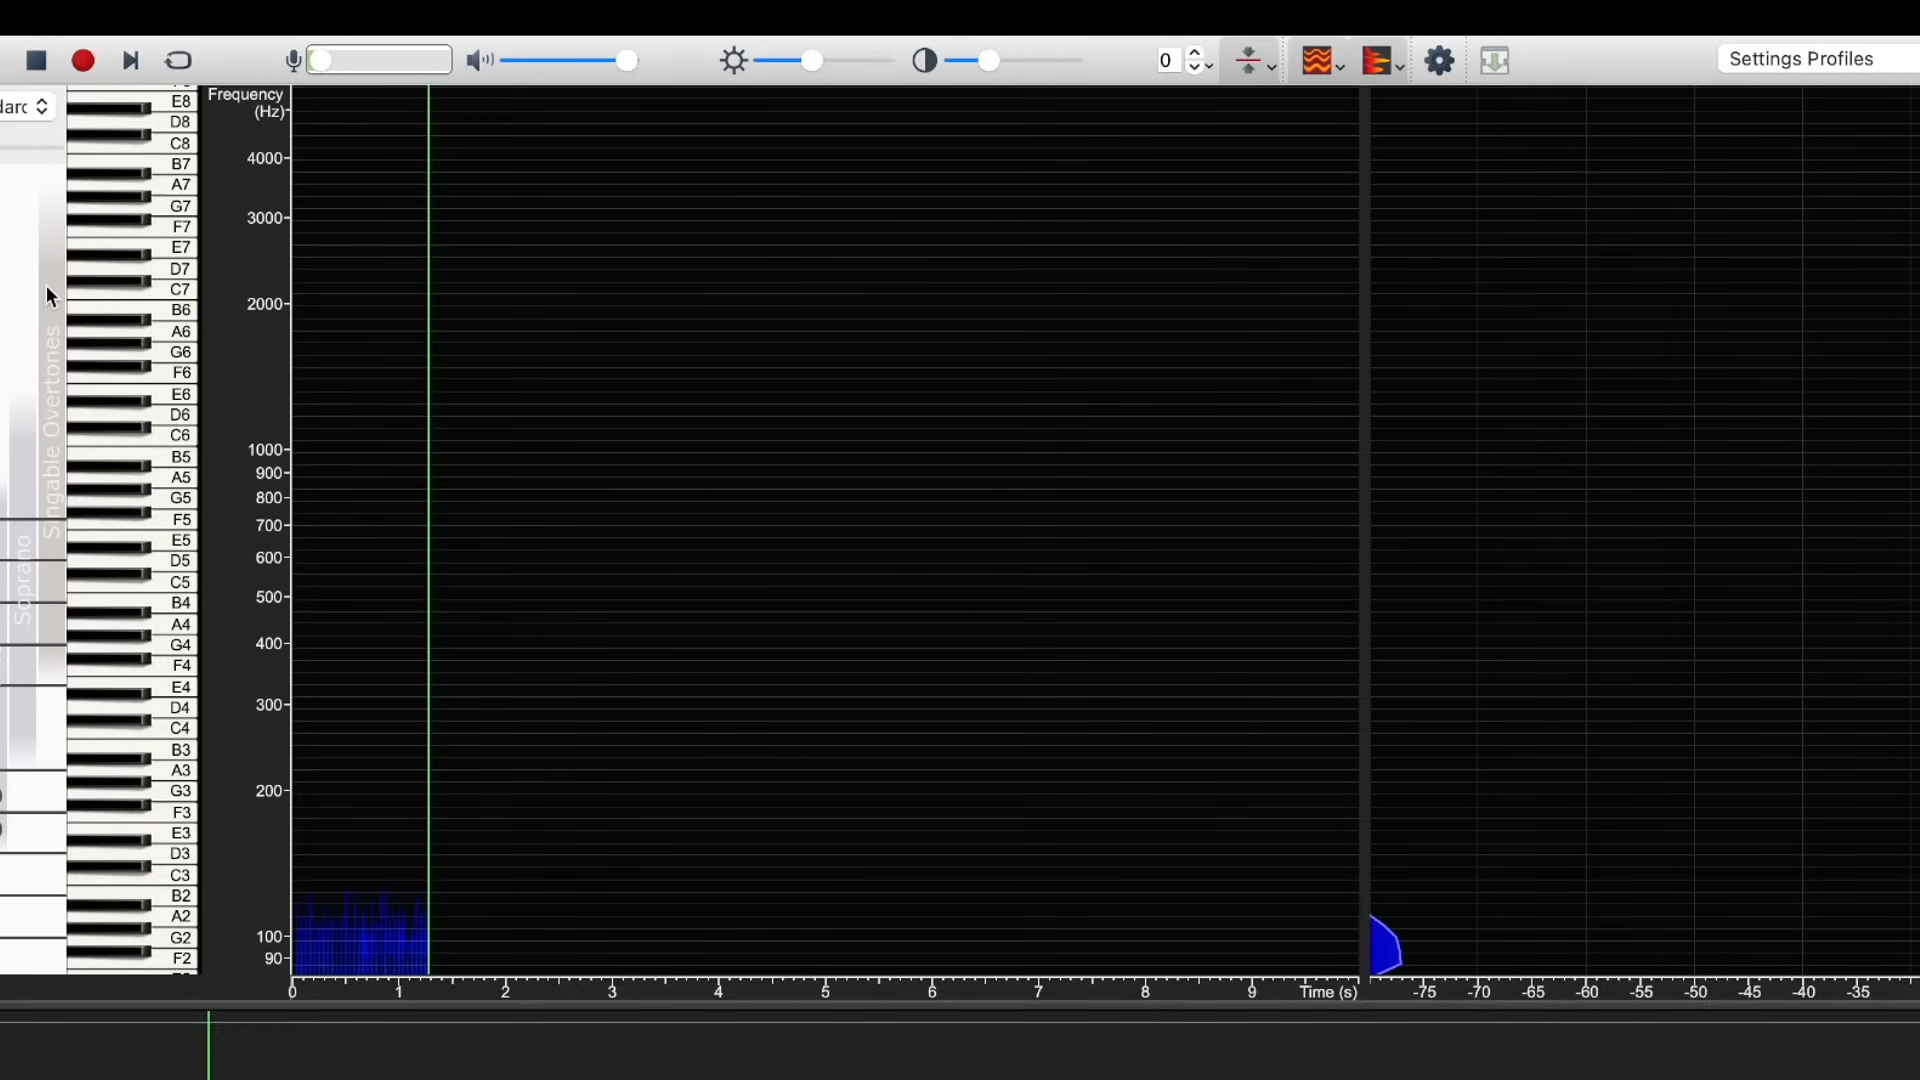 0
Settings Profiles
darc
Frequency
(Hz)
4000
3000
2000
1000
900
800
700
600
500
400
300
200
100
90
E8
D8
C8
B7
A7
G7
F7
E7
D7
C7
B6
A6
G6
F6
E6
D6
C6
B5
A5
G5
F5
E5
D5
C5
B4
A4
G4
F4
E4
D4
C4
B3
A3
G3
F3
E3
D3
C3
B2
A2
G2
F2
Soprano
Singable Overtones
0 1 2 3 4 5 6 7 8 9 Time (s)
-75 -70 -65 -60 -55 -50 -45 -40 -35